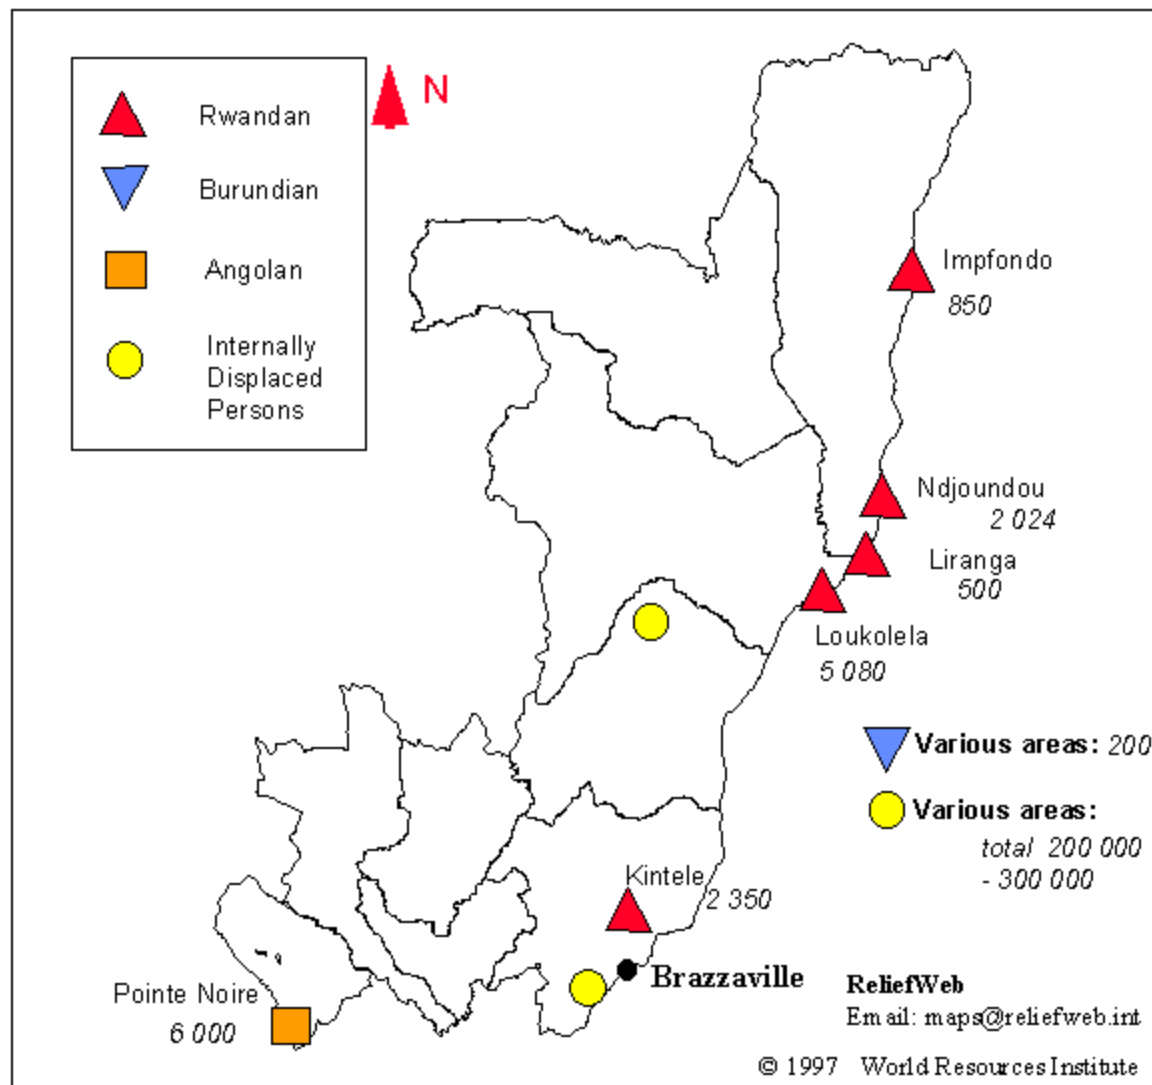 Rwandan
Burundian
Angolan
Internally
Displaced
Persons
N
Impfondo
850
Ndjoundou
2 024
Liranga
500
Loukolela
5 080
Various areas: 200
Various areas:
total 200 000
- 300 000
Kintele
2 350
Brazzaville
Pointe Noire
6 000
ReliefWeb
Email: maps@reliefweb.int
© 1997 World Resources Institute